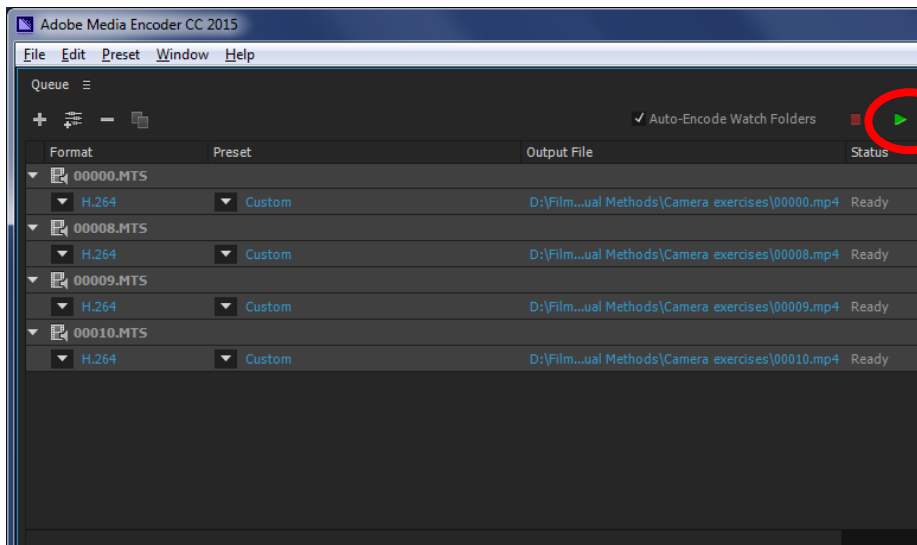 Adobe Media Encoder CC 2015
File Edit Preset Window Help
Queue
Auto-Encode Watch Folders
Format Preset Output File Status
00000.MTS
H.264 Custom D:\Film...ual Methods\Camera exercises\00000.mp4 Ready
00008.MTS
H.264 Custom D:\Film...ual Methods\Camera exercises\00008.mp4 Ready
00009.MTS
H.264 Custom D:\Film...ual Methods\Camera exercises\00009.mp4 Ready
00010.MTS
H.264 Custom D:\Film...ual Methods\Camera exercises\00010.mp4 Ready